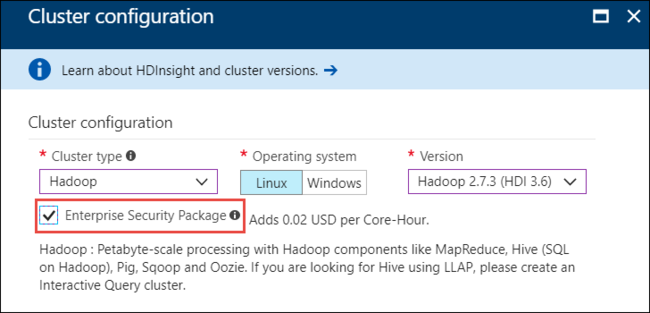 Cluster configuration
Learn about HDInsight and cluster versions. →
Cluster configuration
* Cluster type * Operating system * Version
Hadoop Linux Windows Hadoop 2.7.3 (HDI 3.6)
Enterprise Security Package Adds 0.02 USD per Core-Hour.
Hadoop : Petabyte-scale processing with Hadoop components like MapReduce, Hive (SQL
on Hadoop), Pig, Sqoop and Oozie. If you are looking for Hive using LLAP, please create an
Interactive Query cluster.